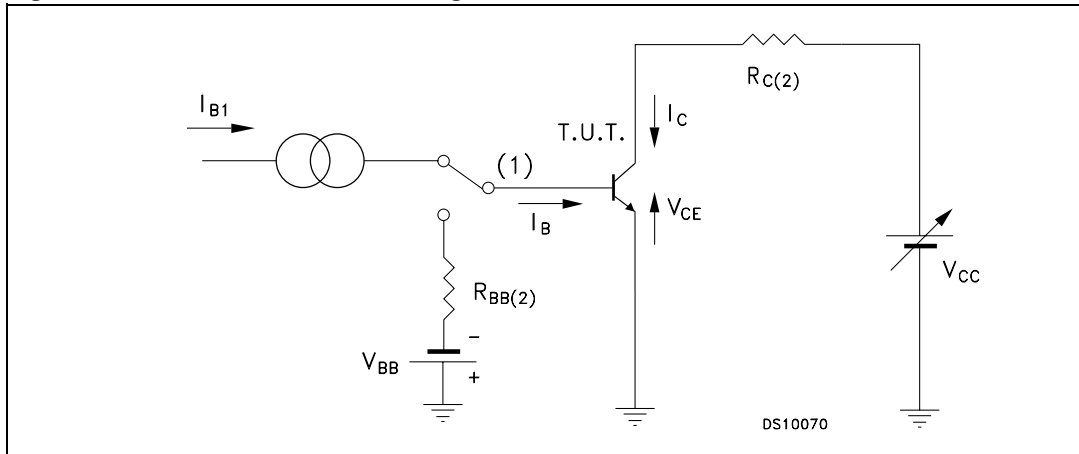 R_C(2)
I_B1
I_C
T.U.T.
(1)
V_CE
I_B
V_CC
R_BB(2)
-
V_BB
+
DS10070